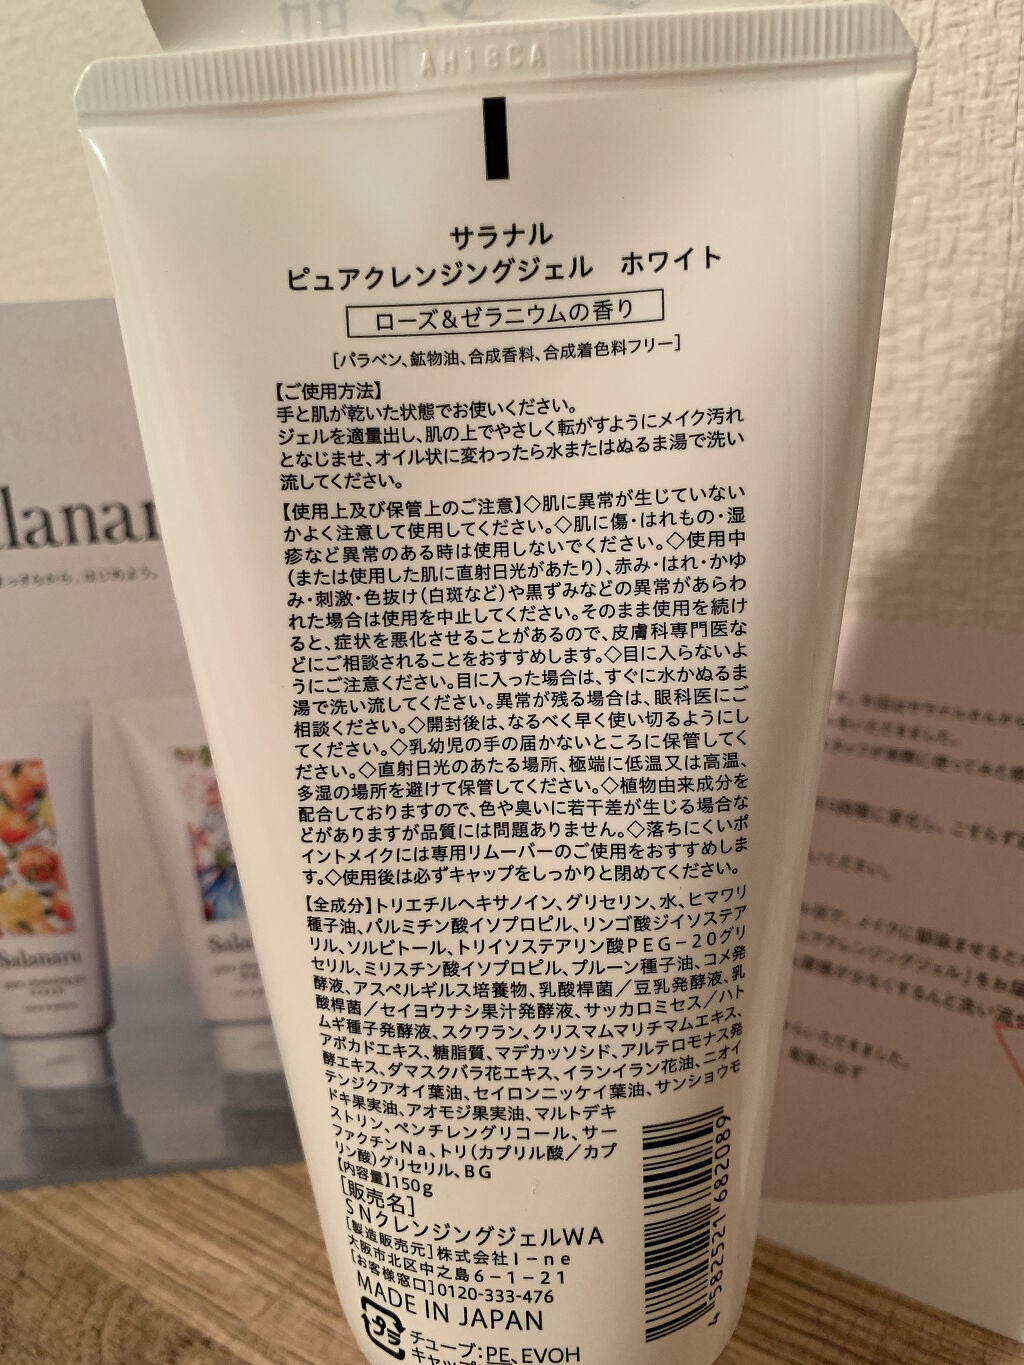 AH18CA
サラナル
ピュアクレンジングジェル　ホワイト
ローズ&ゼラニウムの香り
[パラベン、鉱物油、合成香料、合成着色料フリー]
【ご使用方法】
手と肌が乾いた状態でお使いください。
ジェルを適量出し、肌の上でやさしく転がすようにメイク汚れ
となじませ、オイル状に変わったら水またはぬるま湯で洗い
流してください。
【使用上及び保管上のご注意】◇肌に異常が生じていない
かよく注意して使用してください。◇肌に傷・はれもの・湿
疹など異常のある時は使用しないでください。◇使用中
(または使用した肌に直射日光があたり)、赤み・はれ・かゆ
み・刺激・色抜け(白斑など)や黒ずみなどの異常があらわ
れた場合は使用を中止してください。そのまま使用を続け
ると、症状を悪化させることがあるので、皮膚科専門医な
どにご相談されることをおすすめします。◇目に入らないよ
うにご注意ください。目に入った場合は、すぐに水かぬるま
湯で洗い流してください。異常が残る場合は、眼科医にご
相談ください。◇開封後は、なるべく早く使い切るようにし
てください。◇乳幼児の手の届かないところに保管してく
ださい。◇直射日光のあたる場所、極端に低温又は高温、
多湿の場所を避けて保管してください。◇植物由来成分を
配合しておりますので、色や臭いに若干差が生じる場合な
どがありますが品質には問題ありません。◇落ちにくいポ
イントメイクには専用リムーバーのご使用をおすすめしま
す。◇使用後は必ずキャップをしっかりと閉めてください。
【全成分】トリエチルヘキサノイン、グリセリン、水、ヒマワリ
種子油、パルミチン酸イソプロピル、リンゴ酸ジイソステア
リル、ソルビトール、トリイソステアリン酸PEG－20グリ
セリル、ミリスチン酸イソプロピル、プルーン種子油、コメ発
酵液、アスペルギルス培養物、乳酸桿菌／豆乳発酵液、乳
酸桿菌／セイヨウナシ果汁発酵液、サッカロミセス／ハト
ムギ種子発酵液、スクワラン、クリスマムマリチマムエキス、
アボカドエキス、糖脂質、マデカッソシド、アルテロモナス発
酵エキス、ダマスクバラ花エキス、イランイラン花油、ニオイ
テンジクアオイ葉油、セイロンニッケイ葉油、サンショウモ
ドキ果実油、アオモジ果実油、マルトデキ
ストリン、ペンチレングリコール、サー
ファクチンNa、トリ(カプリル酸／カプ
リン酸)グリセリル、BG
【内容量】150g
[販売名]
SNクレンジングジェルWA
[製造販売元]株式会社I－ne
大阪市北区中之島6－1－21
[お客様窓口]0120-333-476
MADE IN JAPAN
プラ
チューブ:PE、EVOH
4 582521 682089
Salanaru